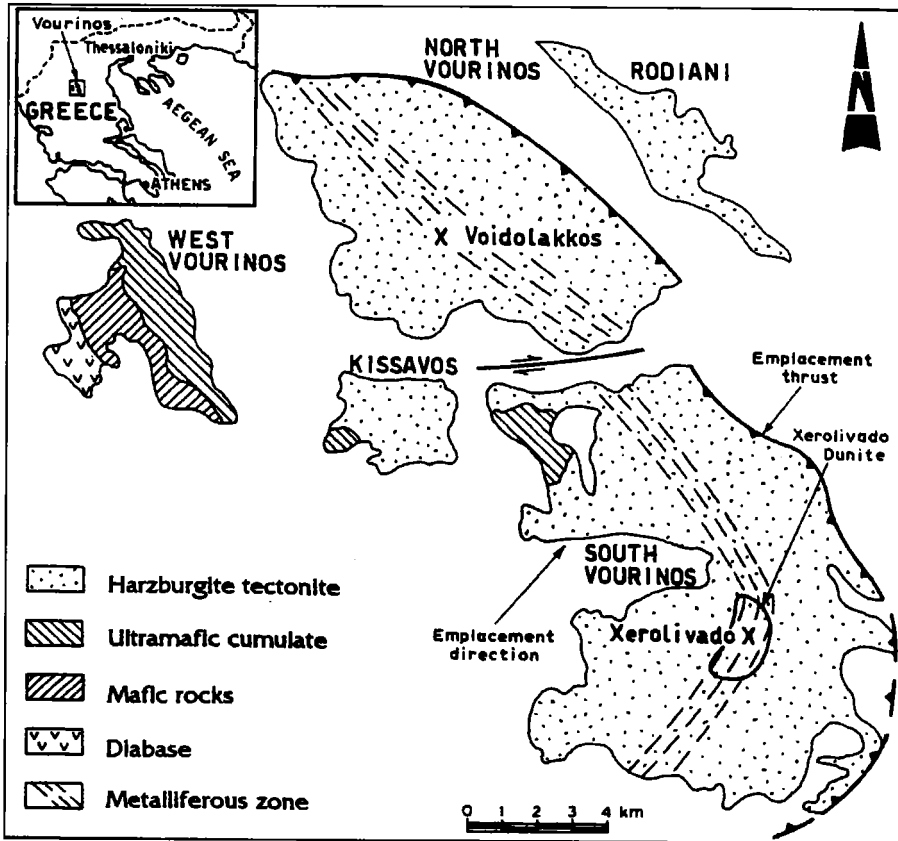 Vourinos
Thessaloniki
GREECE
AEGEAN SEA
ATHENS
NORTH
VOURINOS
RODIANI
N
WEST
VOURINOS
X Voidolakkos
KISSAVOS
Emplacement
thrust
Xerolivado
Dunite
SOUTH
VOURINOS
Emplacement
direction
Xerolivado X
Harzburgite tectonite
Ultramafic cumulate
Mafic rocks
Diabase
Metalliferous zone
0 1 2 3 4 km